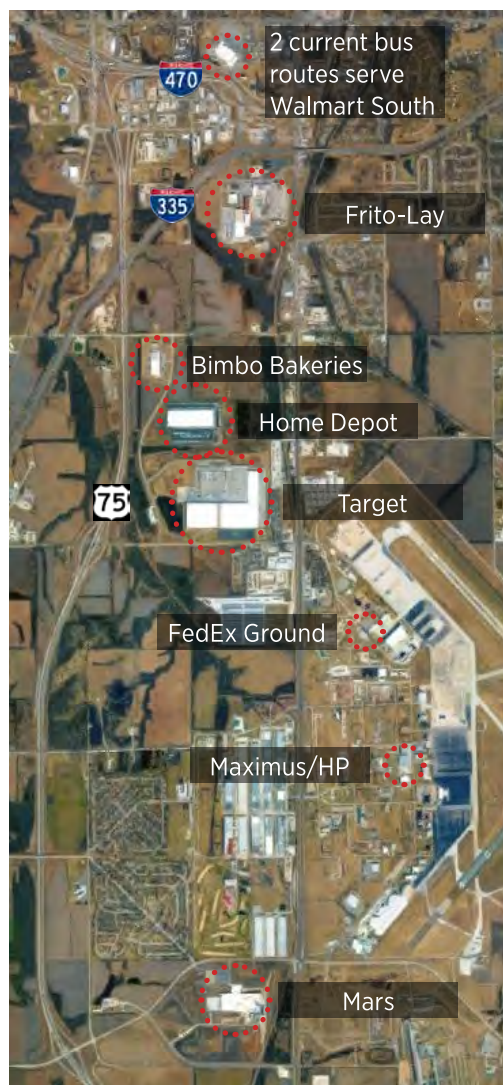 2 current bus
routes serve
Walmart South
470
335
Frito-Lay
Bimbo Bakeries
Home Depot
75
Target
FedEx Ground
Maximus/HP
Mars